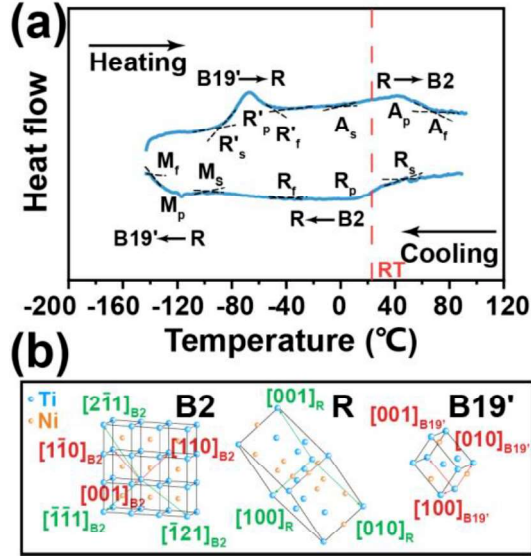 (a)
Heating
B19'→R
R→B2
R'p
R'f
R's
As
Ap
Af
Heat flow
Mf
Mp
Ms
Rf
Rp
Rs
B19'←R
R←B2
Cooling
RT
-200 -160 -120 -80 -40 0 40 80 120
Temperature (℃)
(b)
Ti
Ni
B2
R
B19'
[21̄1]B2
[11̄0]B2
[110]B2
[001]B2
[1̄1̄1]B2
[1̄21]B2
[001]R
[100]R
[010]R
[001]B19'
[010]B19'
[100]B19'